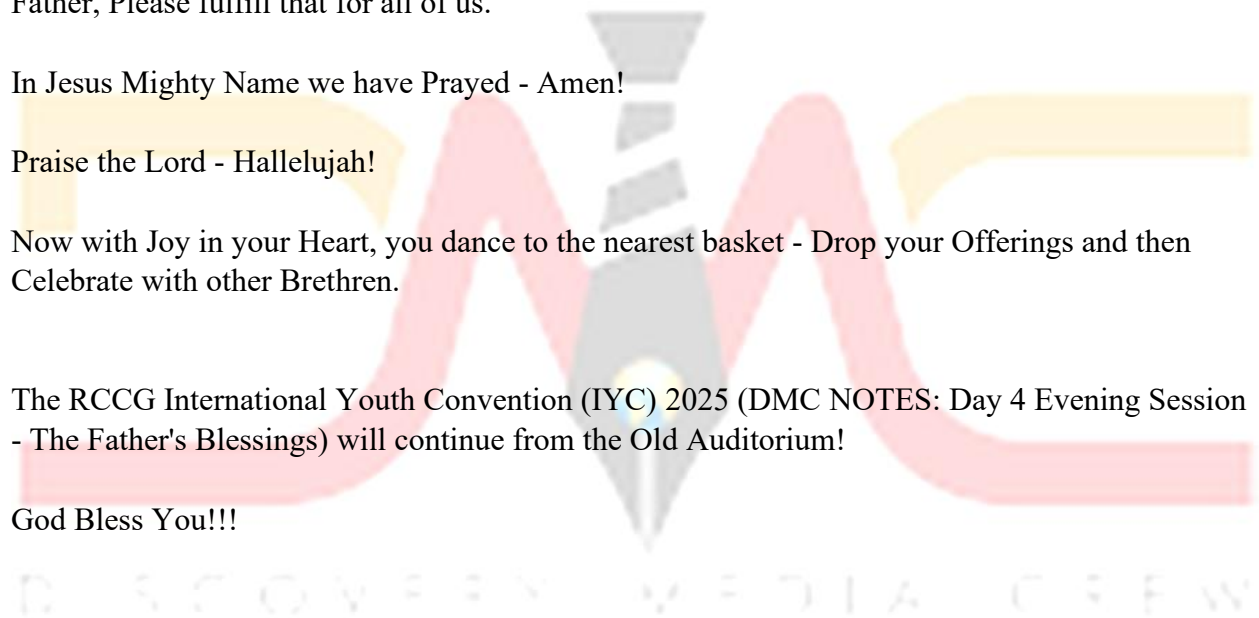 Father, Please fulfill that for all of us.
In Jesus Mighty Name we have Prayed - Amen!
Praise the Lord - Hallelujah!
Now with Joy in your Heart, you dance to the nearest basket - Drop your Offerings and then
Celebrate with other Brethren.
The RCCG International Youth Convention (IYC) 2025 (DMC NOTES: Day 4 Evening Session
- The Father's Blessings) will continue from the Old Auditorium!
God Bless You!!!
DISCOVERY MEDIA CREW